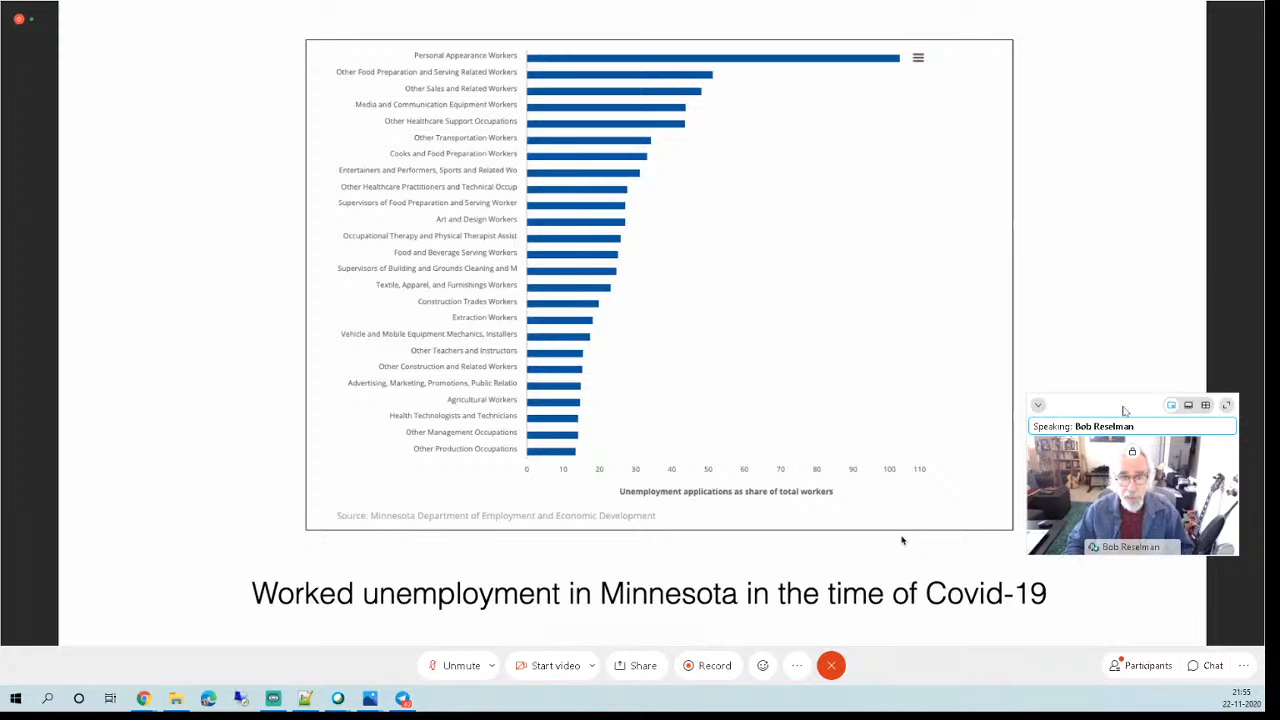 Personal Appearance Workers
Other Food Preparation and Serving Related Workers
Other Sales and Related Workers
Media and Communication Equipment Workers
Other Healthcare Support Occupations
Other Transportation Workers
Cooks and Food Preparation Workers
Entertainers and Performers, Sports and Related Wo
Other Healthcare Practitioners and Technical Occup
Supervisors of Food Preparation and Serving Worker
Art and Design Workers
Occupational Therapy and Physical Therapist Assist
Food and Beverage Serving Workers
Supervisors of Building and Grounds Cleaning and M
Textile, Apparel, and Furnishings Workers
Construction Trades Workers
Extraction Workers
Vehicle and Mobile Equipment Mechanics, Installers
Other Teachers and Instructors
Other Construction and Related Workers
Advertising, Marketing, Promotions, Public Relatio
Agricultural Workers
Health Technologists and Technicians
Other Management Occupations
Other Production Occupations
0 10 20 30 40 50 60 70 80 90 100 110
Unemployment applications as share of total workers
Source: Minnesota Department of Employment and Economic Development
Speaking: Bob Reselman
Bob Reselman
Worked unemployment in Minnesota in the time of Covid-19
Unmute Start video Share Record Participants Chat
21:55
22-11-2020